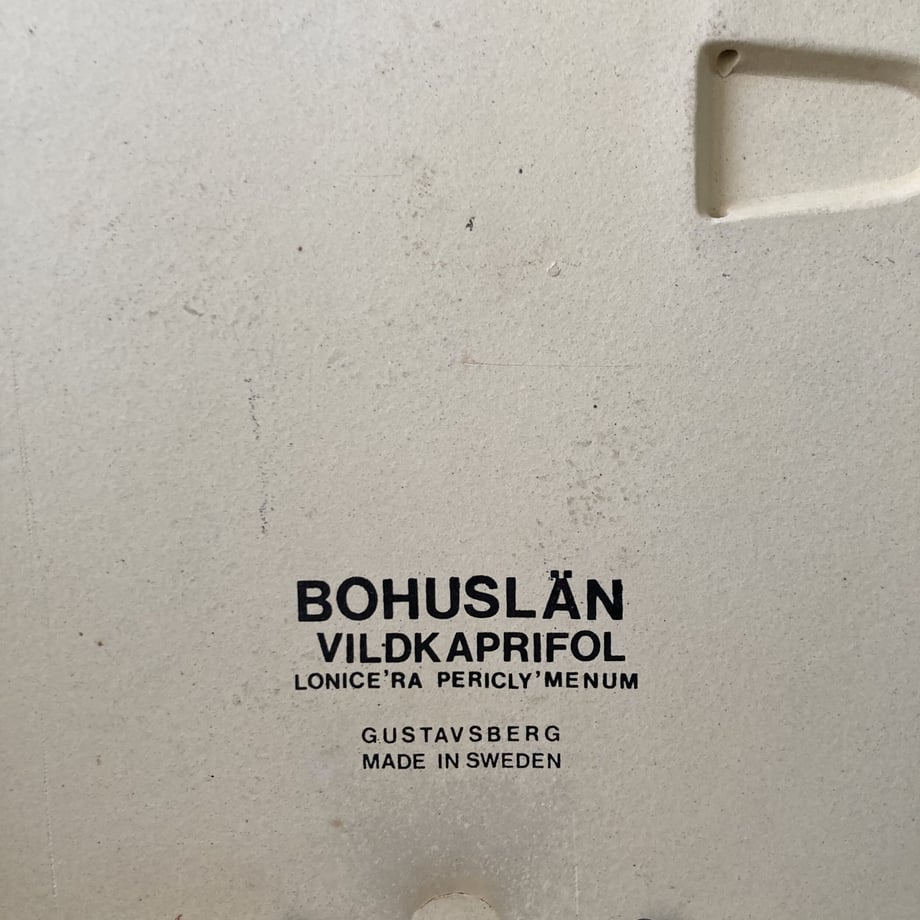 BOHUSLÄN
VILDKAPRIFOL
LONICE'RA PERICLY'MENUM
GUSTAVSBERG
MADE IN SWEDEN